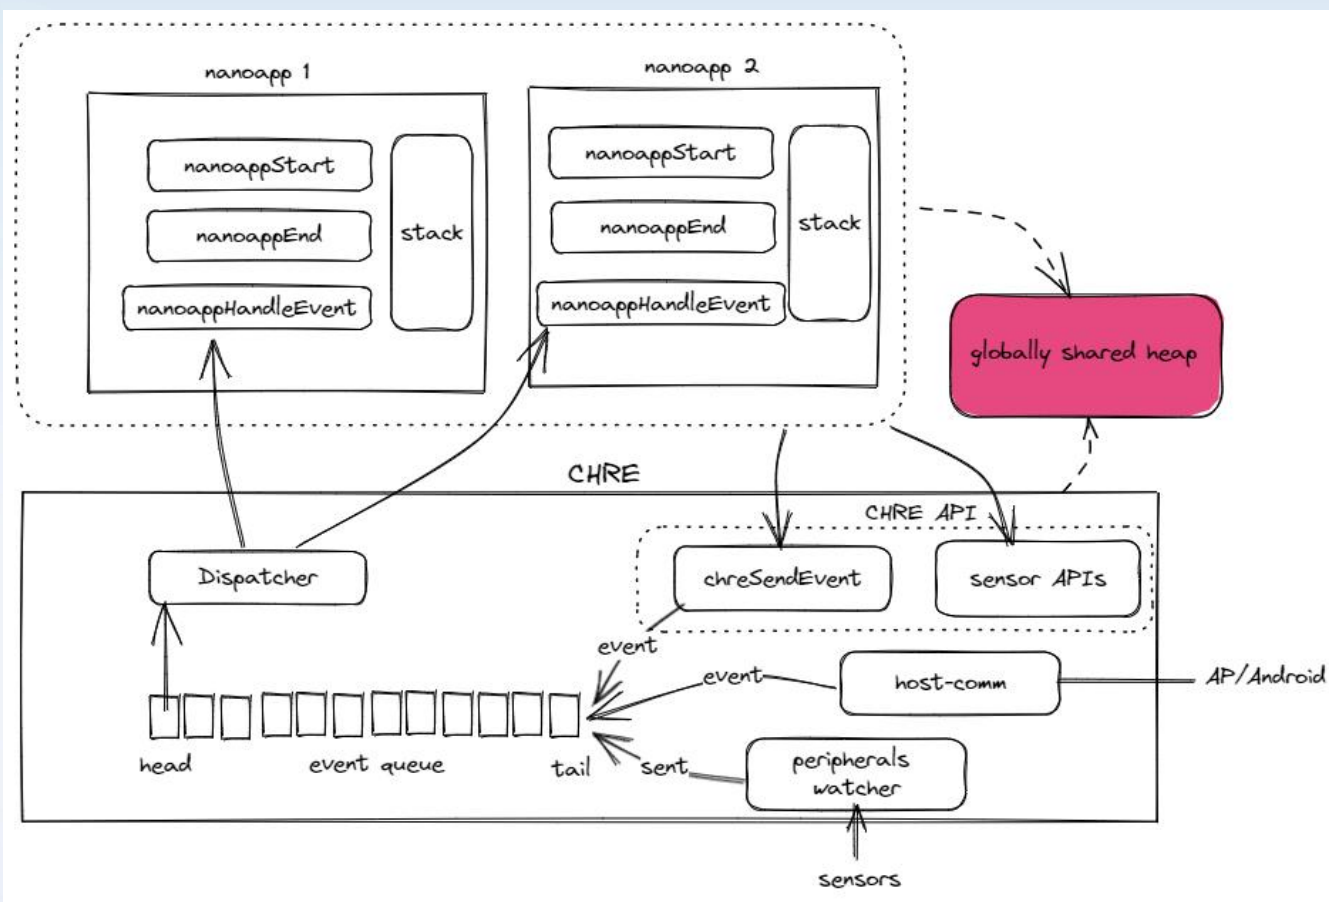 nanoapp 1
nanoappStart
nanoappEnd
nanoappHandleEvent
stack
nanoapp 2
nanoappStart
nanoappEnd
nanoappHandleEvent
stack
globally shared heap
CHRE
CHRE API
Dispatcher
chreSendEvent
sensor APIs
event
event
host-comm
AP/Android
head
event queue
tail
sent
peripherals
watcher
sensors